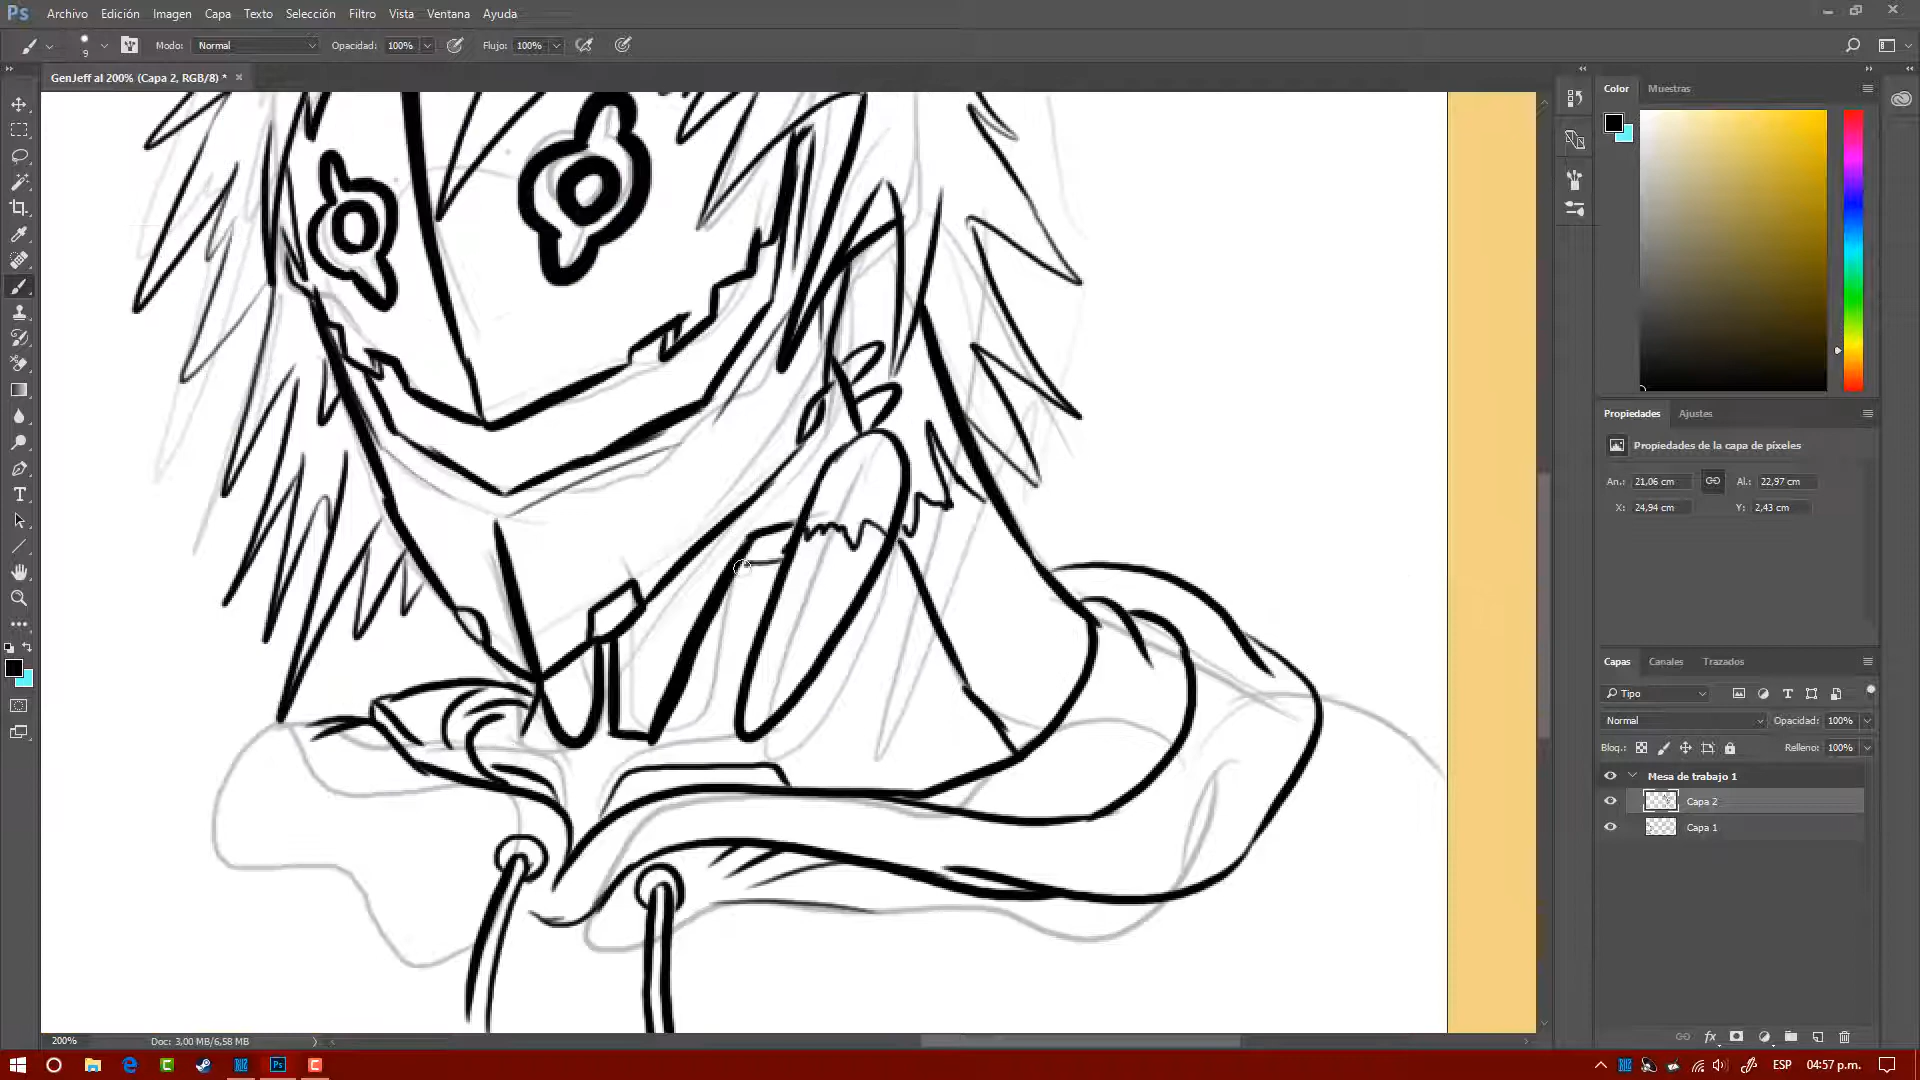 Ps Archivo Edición Imagen Capa Texto Selección Filtro Vista Ventana Ayuda
9 Modo: Normal Opacidad: 100% Flujo: 100%
GenJeff al 200% (Capa 2, RGB/8) * ×
Color Muestras
Propiedades Ajustes
Propiedades de la capa de píxeles
An.: 21,06 cm Al.: 22,97 cm
X: 24,94 cm Y: 2,43 cm
Capas Canales Trazados
Tipo
Normal Opacidad: 100%
Bloq.: Relleno: 100%
Mesa de trabajo 1
Capa 2
Capa 1
fx
200% Doc: 3,00 MB/6,58 MB
Ps ESP 04:57 p.m.